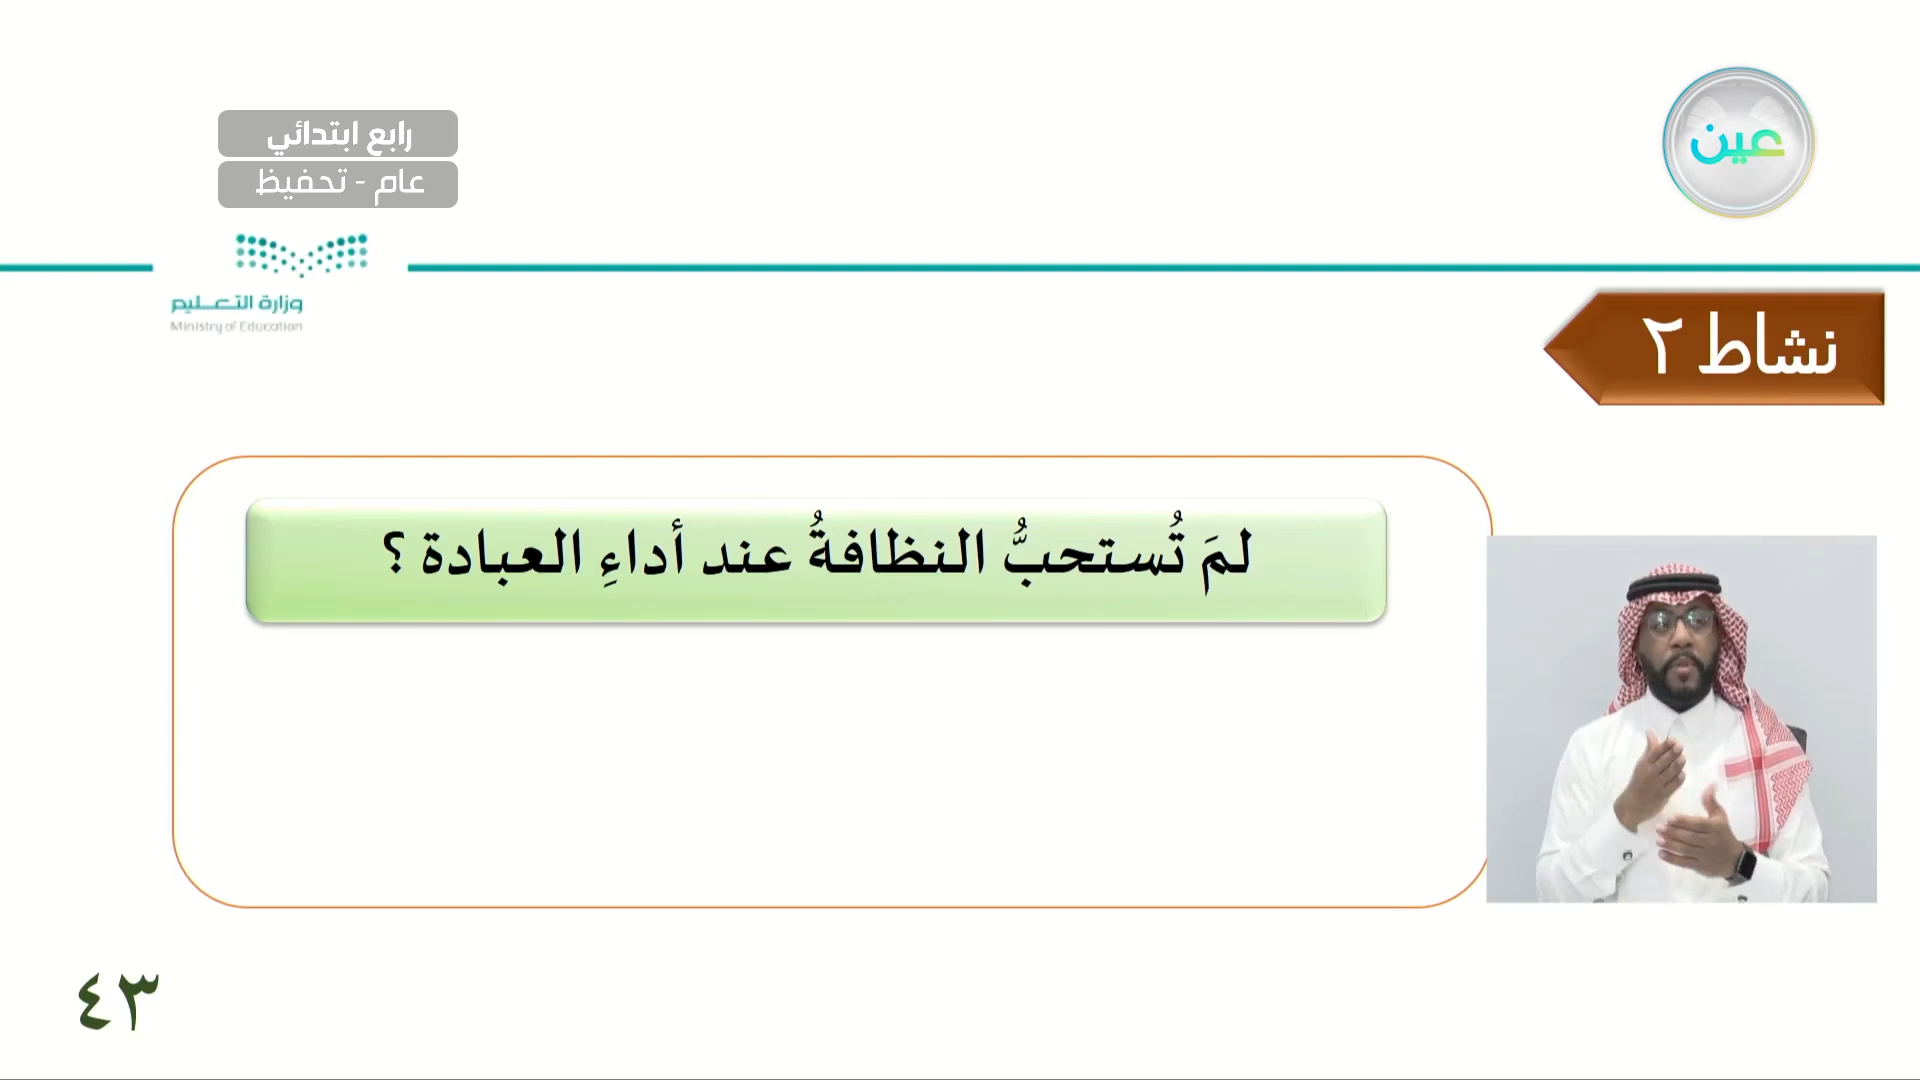 عين
رابع ابتدائي
عام - تحفيظ
وزارة التعليم
Ministry of Education
نشاط ٢
لمَ تُستحبُّ النظافةُ عند أداءِ العبادة ؟
٤٣